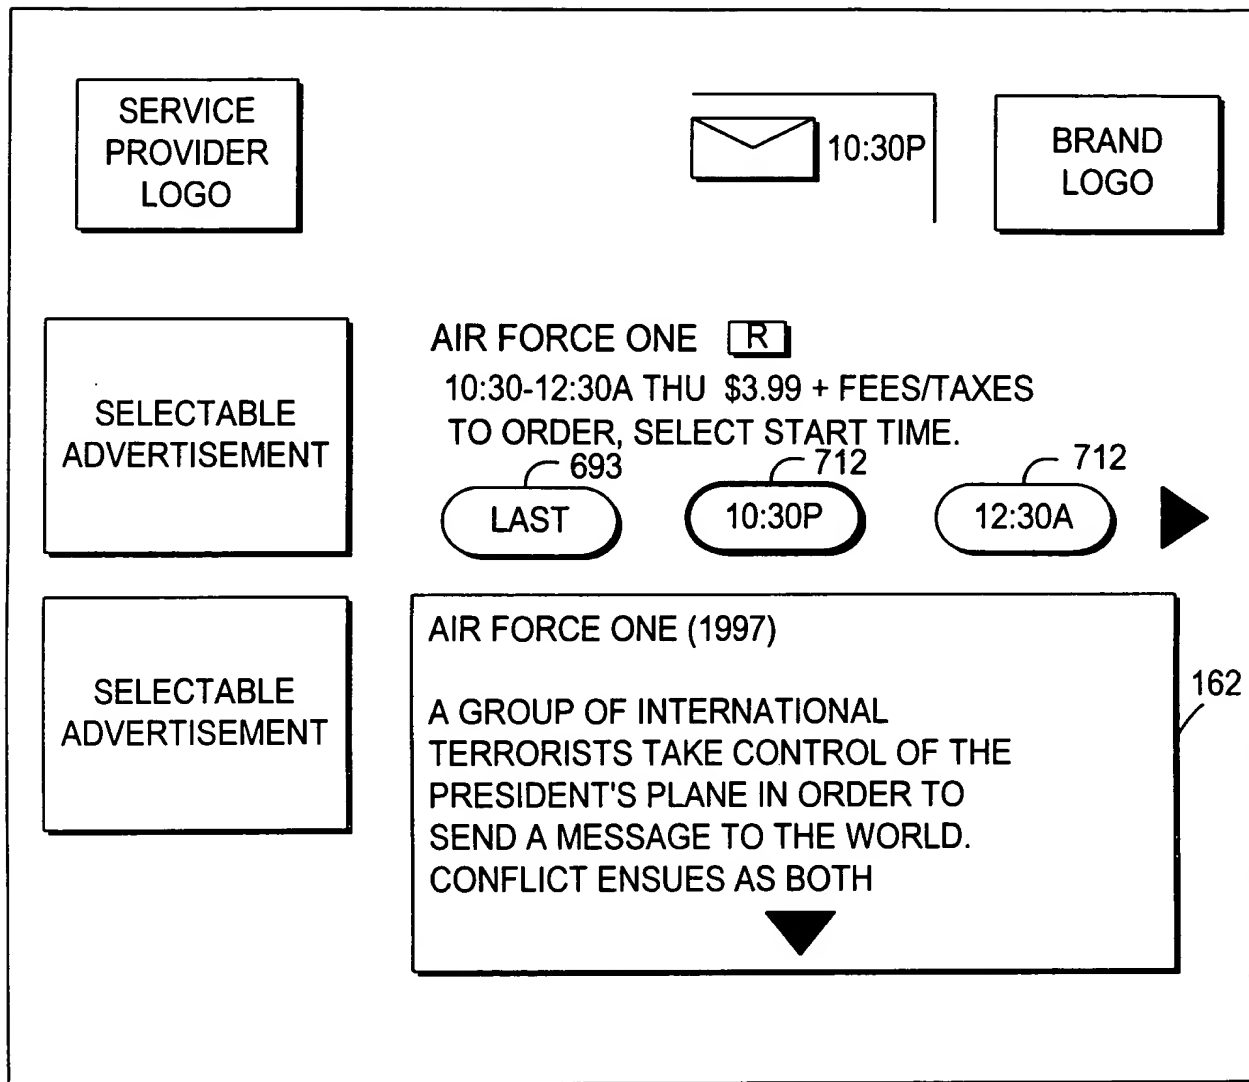 SERVICE
PROVIDER
LOGO
10:30P
BRAND
LOGO
SELECTABLE
ADVERTISEMENT
AIR FORCE ONE R
10:30-12:30A THU $3.99 + FEES/TAXES
TO ORDER, SELECT START TIME.
693 712 712
LAST 10:30P 12:30A
SELECTABLE
ADVERTISEMENT
AIR FORCE ONE (1997)
A GROUP OF INTERNATIONAL
TERRORISTS TAKE CONTROL OF THE
PRESIDENT'S PLANE IN ORDER TO
SEND A MESSAGE TO THE WORLD.
CONFLICT ENSUES AS BOTH
162